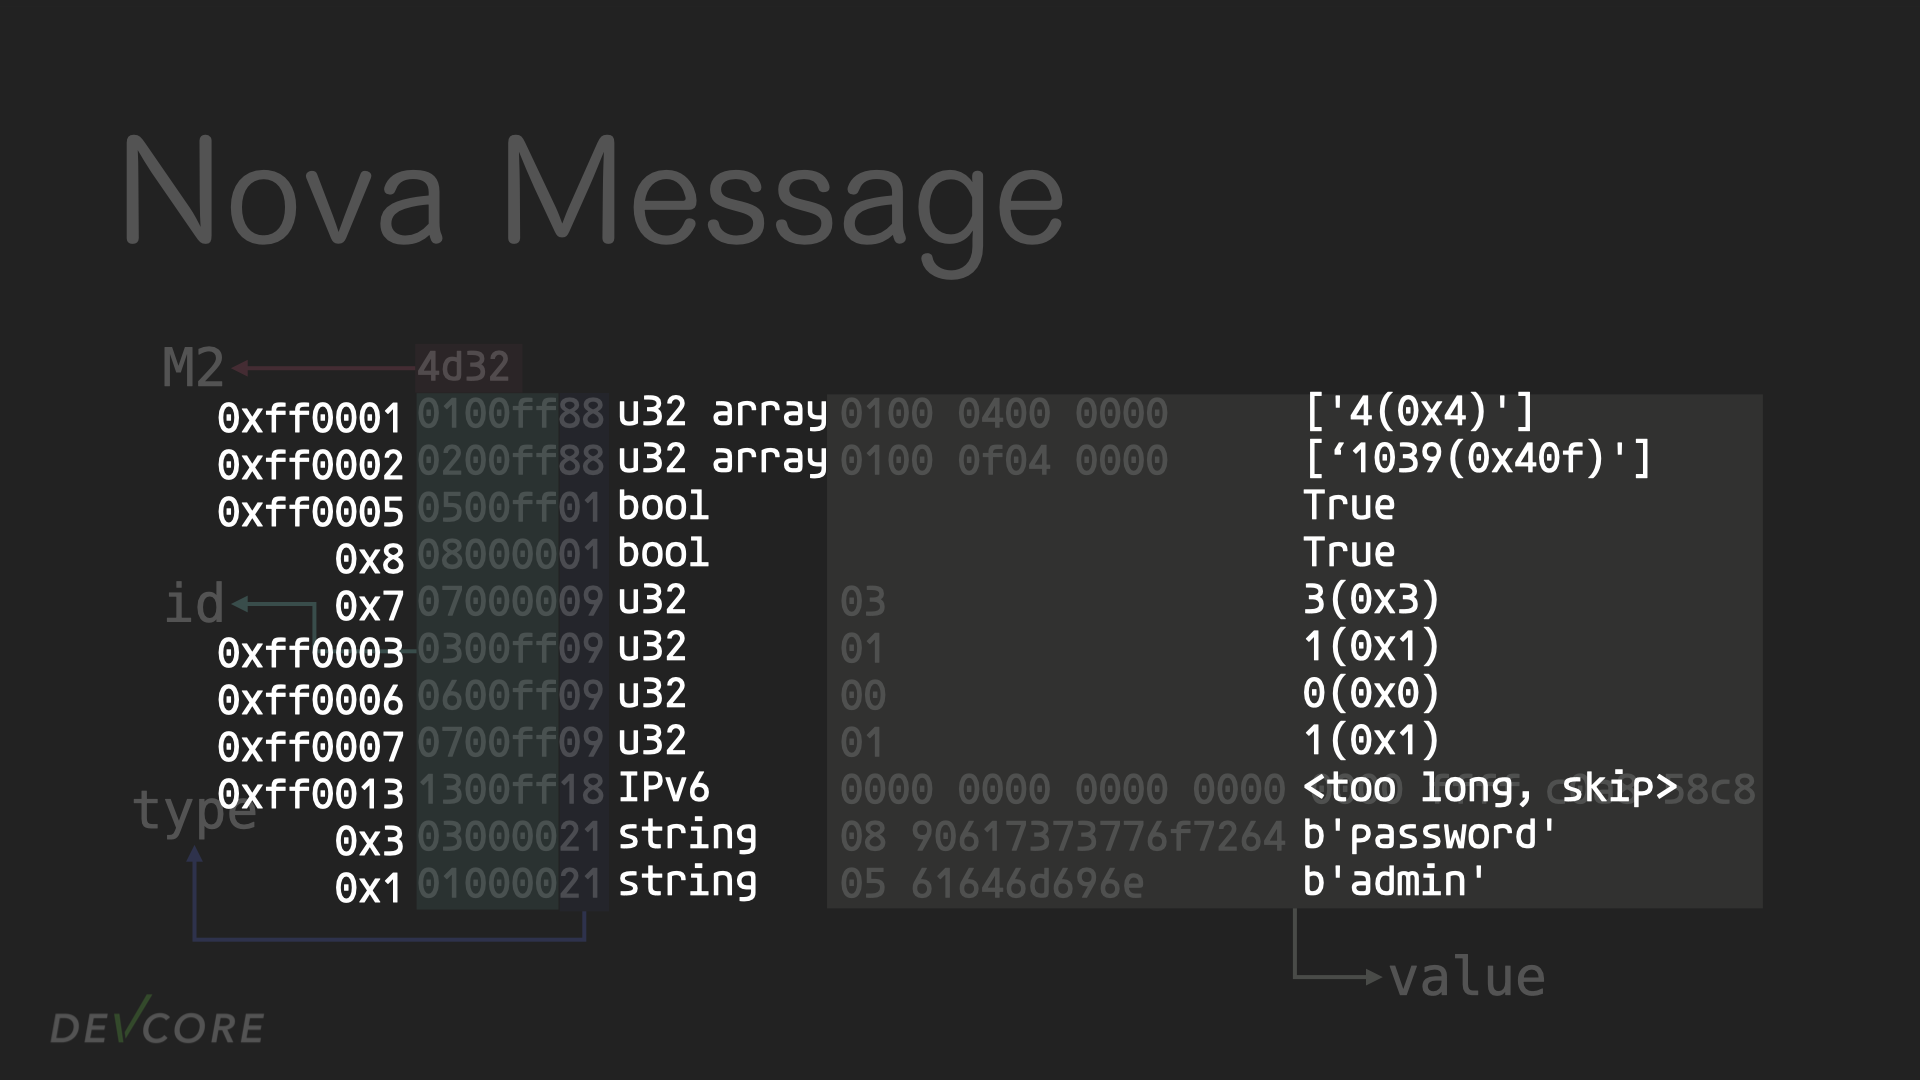 Nova Message
M2 4d32
0xff0001 0100ff88 u32 array 0100 0400 0000 ['4(0x4)']
0xff0002 0200ff88 u32 array 0100 0f04 0000 [‘1039(0x40f)']
0xff0005 0500ff01 bool True
0x8 08000001 bool True
id 0x7 07000009 u32 03 3(0x3)
0xff0003 0300ff09 u32 01 1(0x1)
0xff0006 0600ff09 u32 00 0(0x0)
0xff0007 0700ff09 u32 01 1(0x1)
0xff0013 1300ff18 IPv6 0000 0000 0000 0000 <too long, skip> 58c8
type
0x3 03000021 string 08 90617373776f7264 b'password'
0x1 01000021 string 05 61646d696e b'admin'
value
DEVCORE